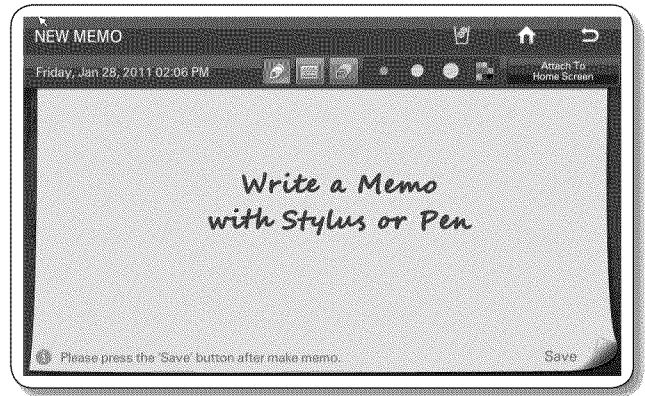 NEW MEMO
Friday, Jan 28, 2011 02:06 PM
Attach To
Home Screen
Write a Memo
with Stylus or Pen
Please press the 'Save' button after make memo.
Save